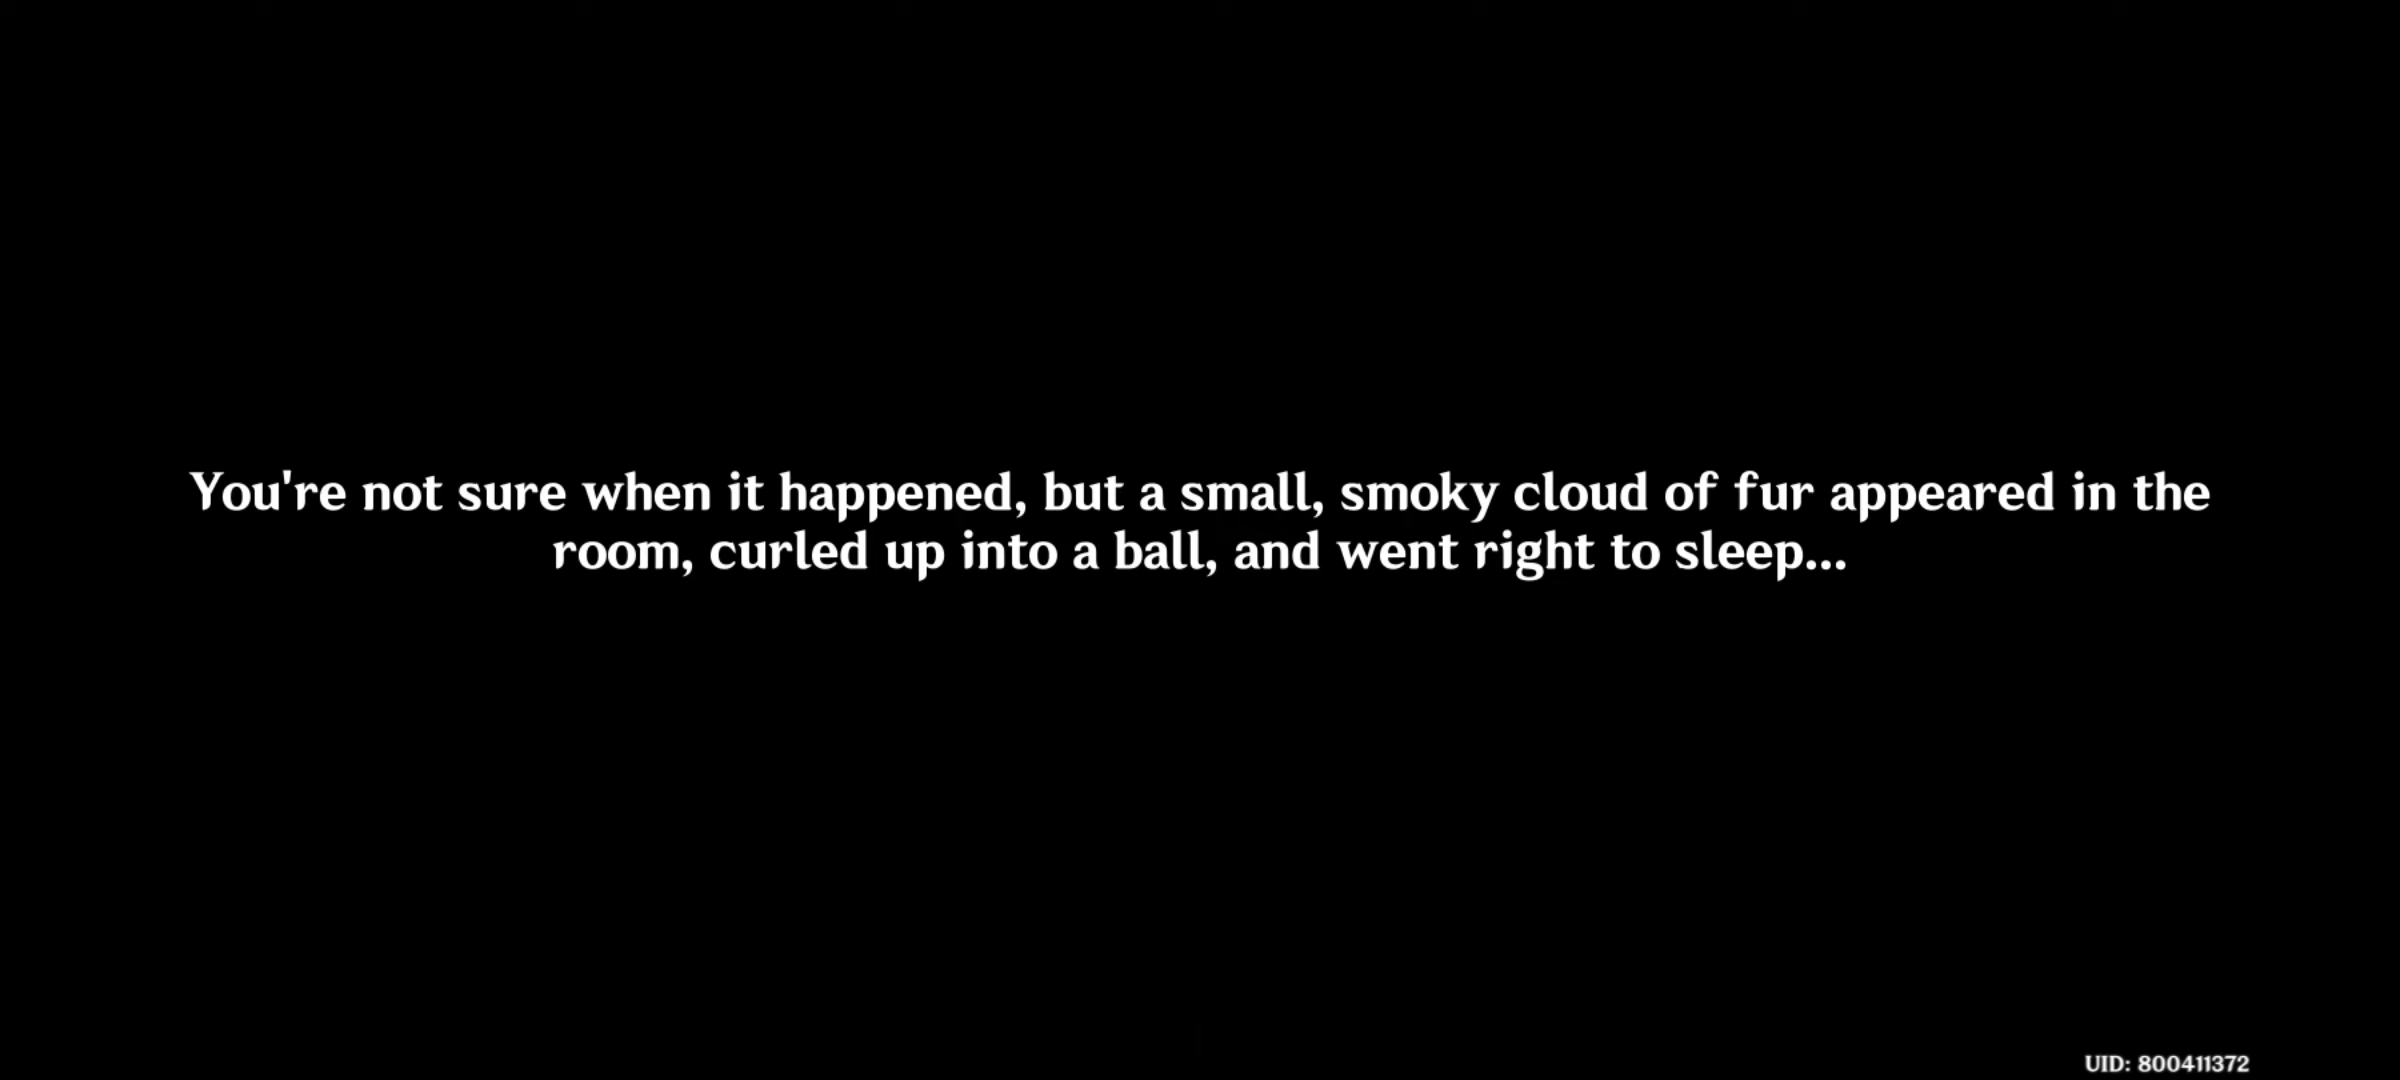 You're not sure when it happened, but a small, smoky cloud of fur appeared in the
room, curled up into a ball, and went right to sleep...
UID: 800411372